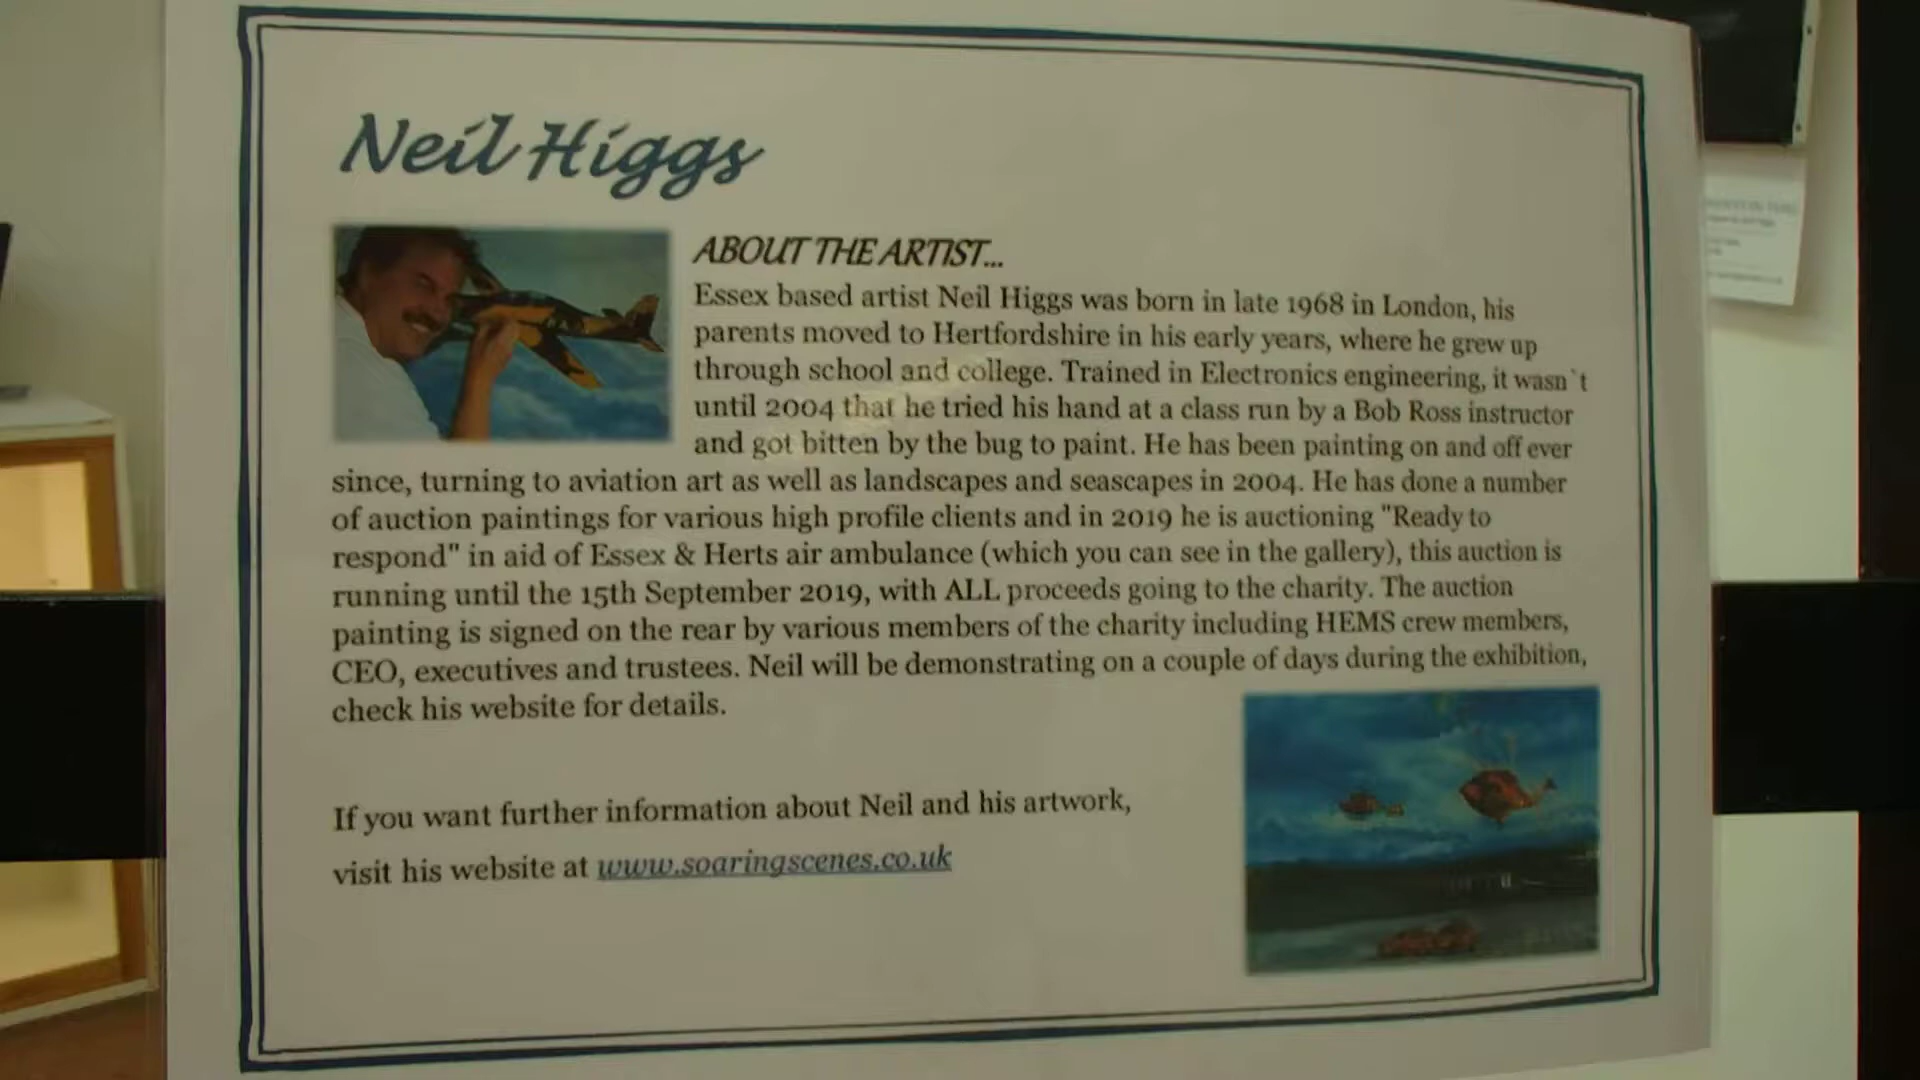 Neil Higgs
ABOUT THE ARTIST...
Essex based artist Neil Higgs was born in late 1968 in London, his
parents moved to Hertfordshire in his early years, where he grew up
through school and college. Trained in Electronics engineering, it wasn`t
until 2004 that he tried his hand at a class run by a Bob Ross instructor
and got bitten by the bug to paint. He has been painting on and off ever
since, turning to aviation art as well as landscapes and seascapes in 2004. He has done a number
of auction paintings for various high profile clients and in 2019 he is auctioning "Ready to
respond" in aid of Essex & Herts air ambulance (which you can see in the gallery), this auction is
running until the 15th September 2019, with ALL proceeds going to the charity. The auction
painting is signed on the rear by various members of the charity including HEMS crew members,
CEO, executives and trustees. Neil will be demonstrating on a couple of days during the exhibition,
check his website for details.
If you want further information about Neil and his artwork,
visit his website at www.soaringscenes.co.uk